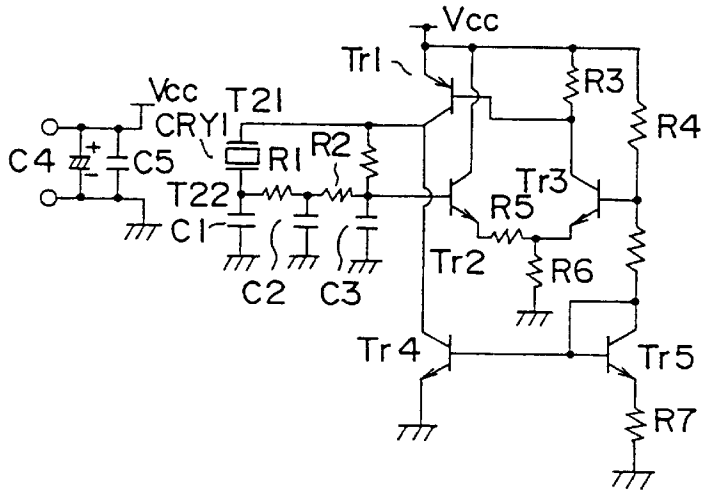 Vcc
Tr1
Vcc
T21
CRY1
R1
R2
R3
R4
C4
+
-
C5
T22
C1
R5
Tr3
Tr2
R6
C2
C3
Tr4
Tr5
R7